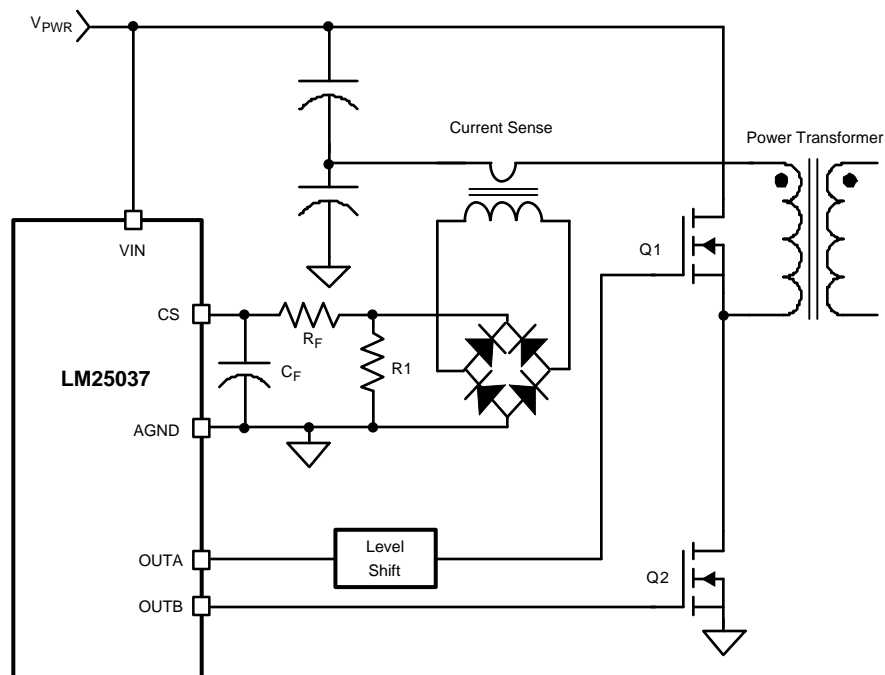 VPWR
Current Sense
Power Transformer
VIN
Q1
CS
RF
R1
CF
LM25037
AGND
OUTA
Level
Shift
Q2
OUTB